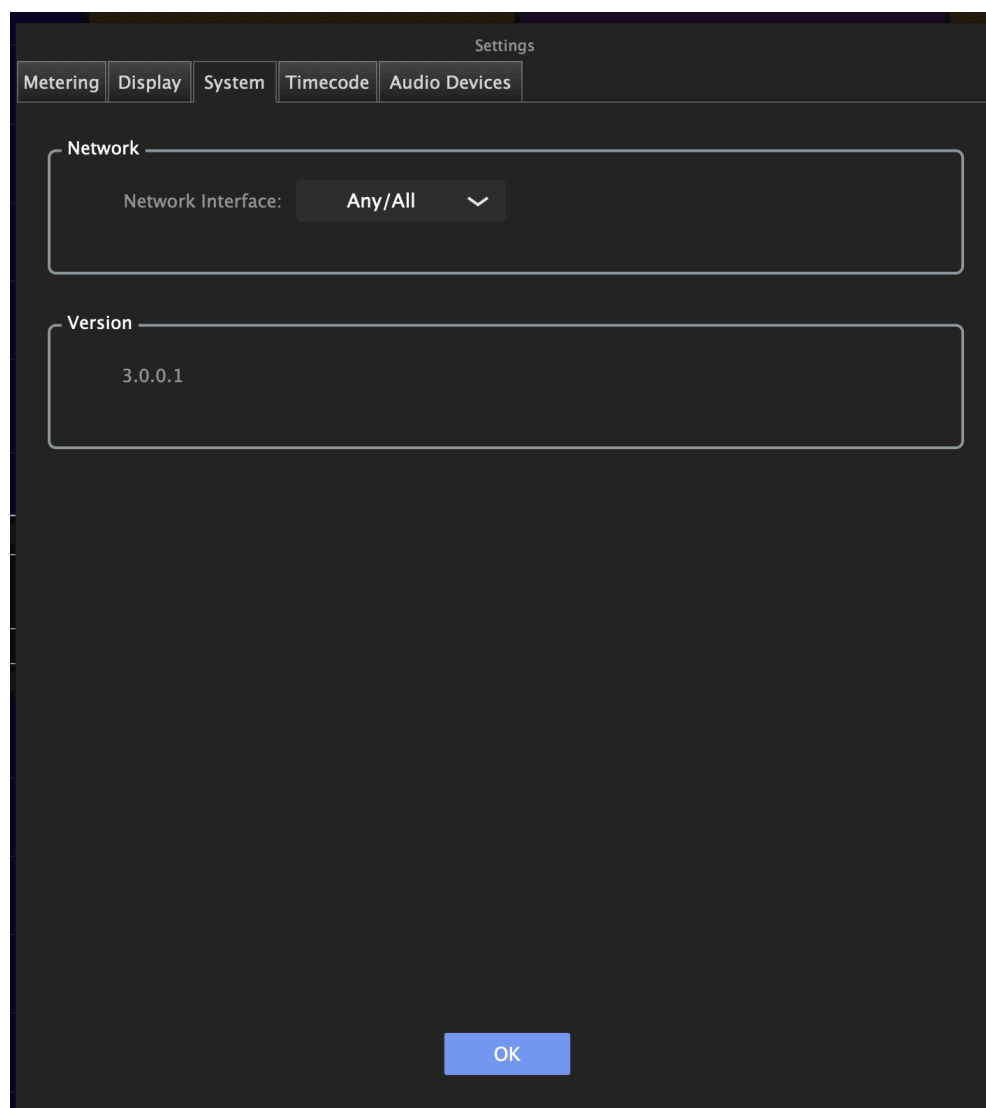 Settings
Metering Display System Timecode Audio Devices
Network
Network Interface: Any/All
Version
3.0.0.1
OK